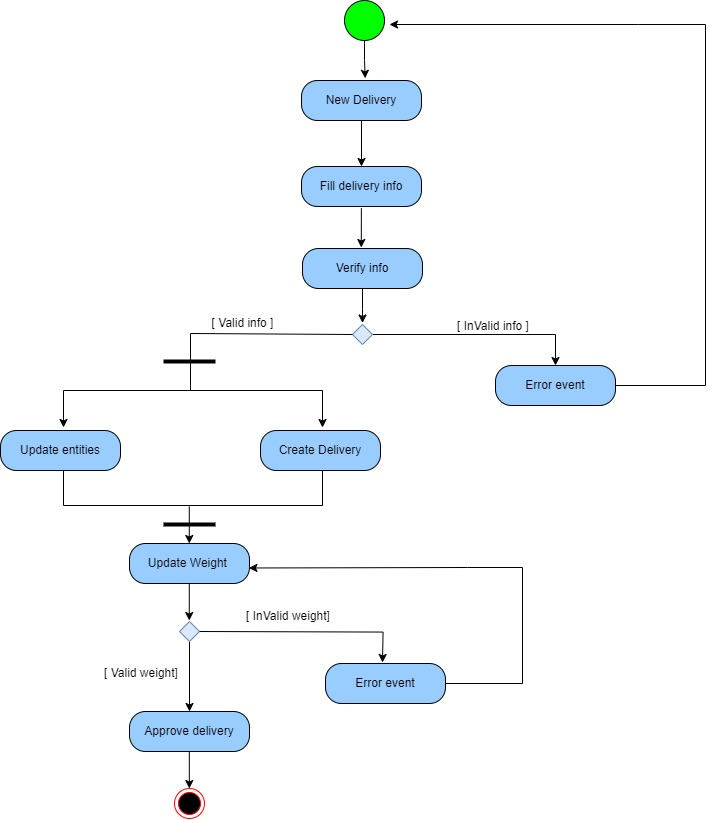 New Delivery
Fill delivery info
Verify info
[ Valid info ]
[ InValid info ]
Error event
Update entities
Create Delivery
Update Weight
[ InValid weight]
[ Valid weight]
Error event
Approve delivery